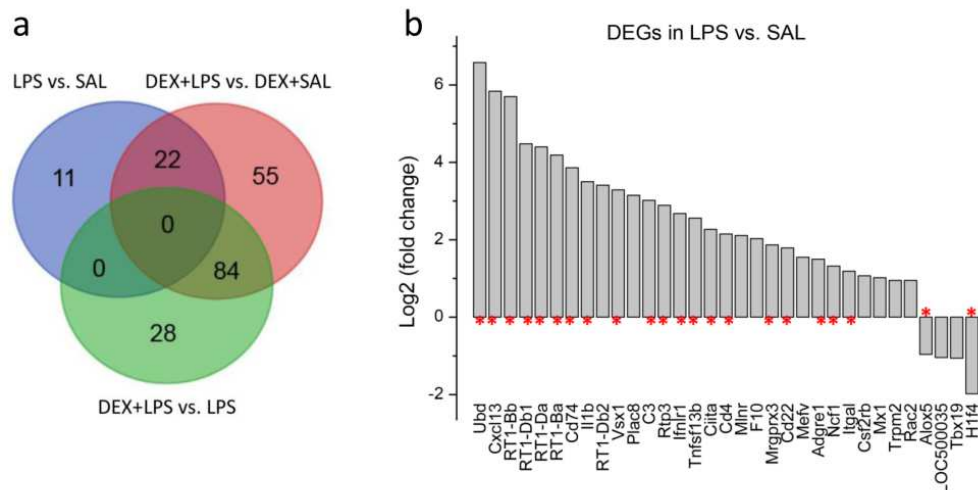 a
LPS vs. SAL
DEX+LPS vs. DEX+SAL
11
22
55
0
0
84
28
DEX+LPS vs. LPS
b
DEGs in LPS vs. SAL
Log2 (fold change)
6
4
2
0
-2
* * * * * * * * * * * * * * * * * * * *
* *
Ubd
Cxcl13
RT1-Bb
RT1-Db1
RT1-Da
RT1-Ba
Cd74
Il1b
RT1-Db2
Vsx1
Plac8
C3
Rtp3
Ifnlr1
Tnfsf13b
Ciita
Cd4
Mlnr
F10
Mrgprx3
Cd22
Mefv
Adgre1
Ncf1
Itgal
Csf2rb
Mx1
Trpm2
Rac2
Alox5
LOC500035
Tbx19
H1f4